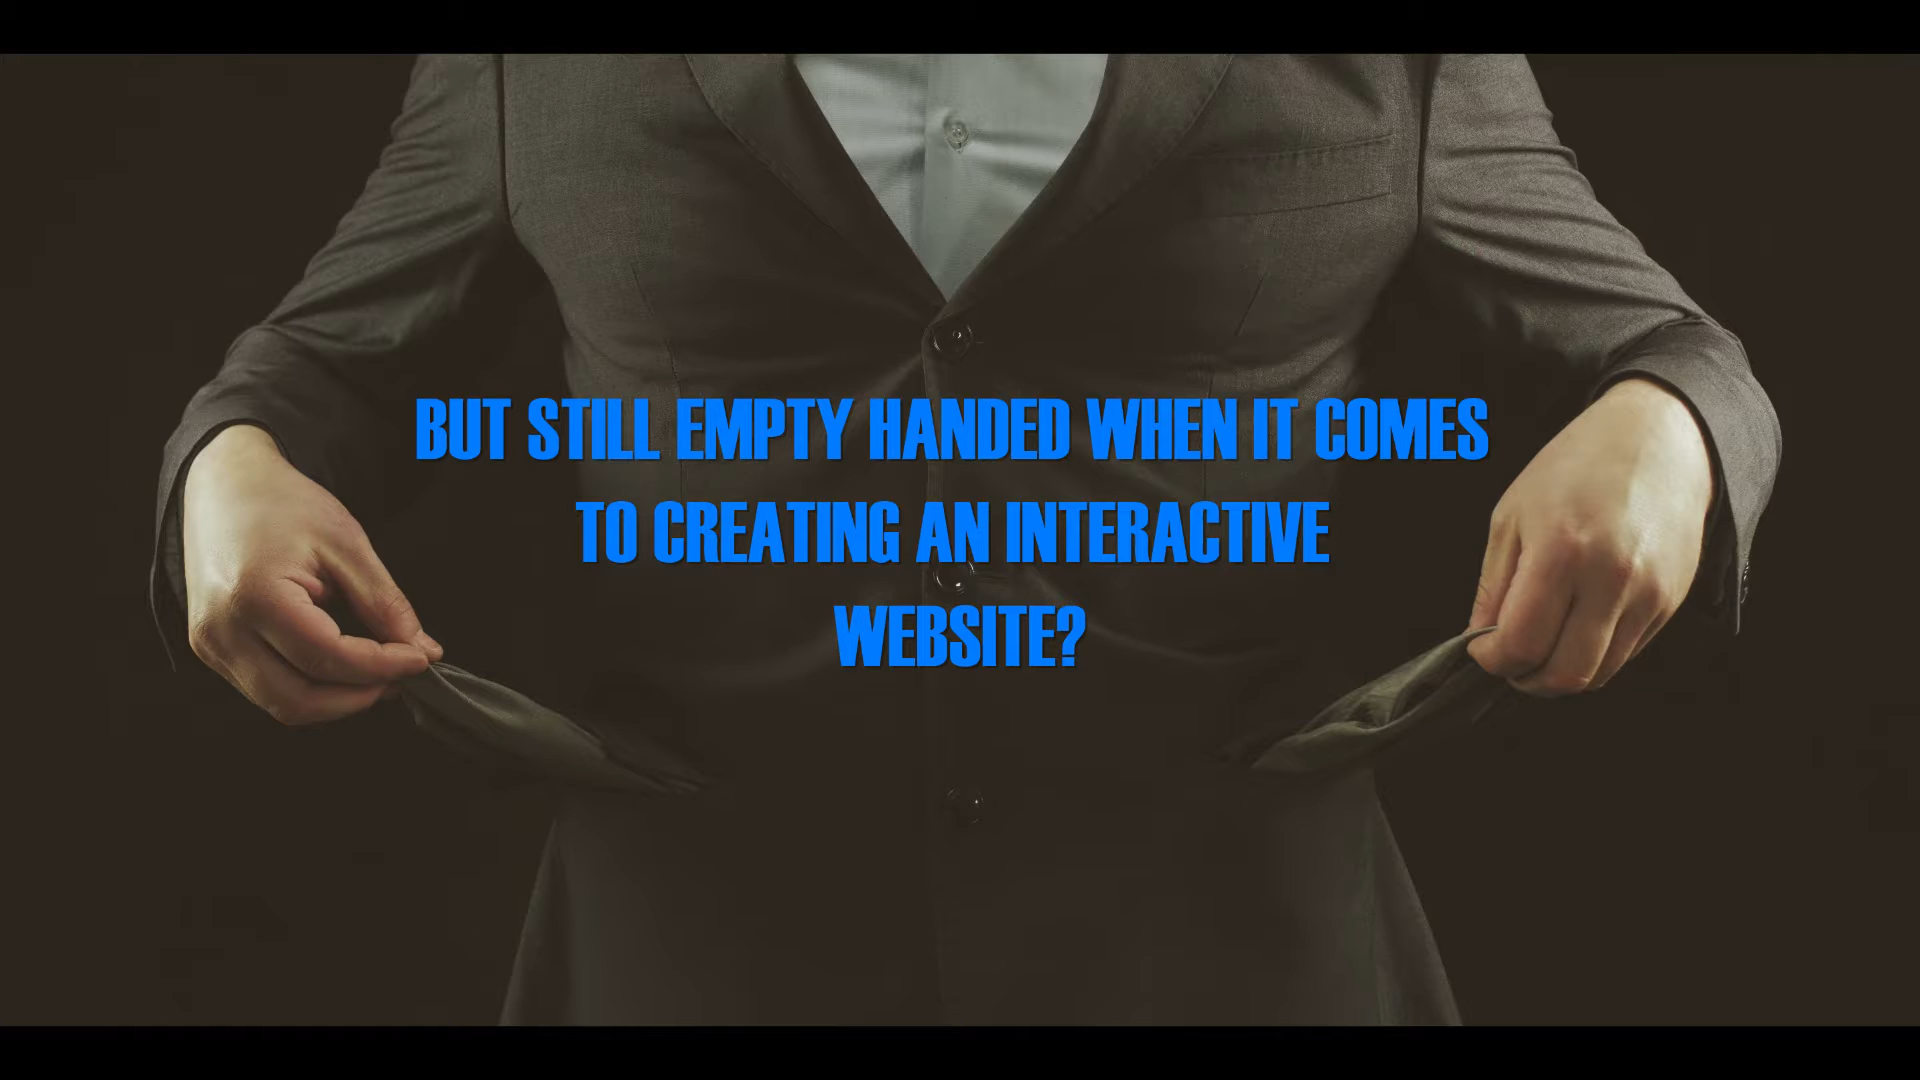 BUT STILL EMPTY HANDED WHEN IT COMES
TO CREATING AN INTERACTIVE
WEBSITE?